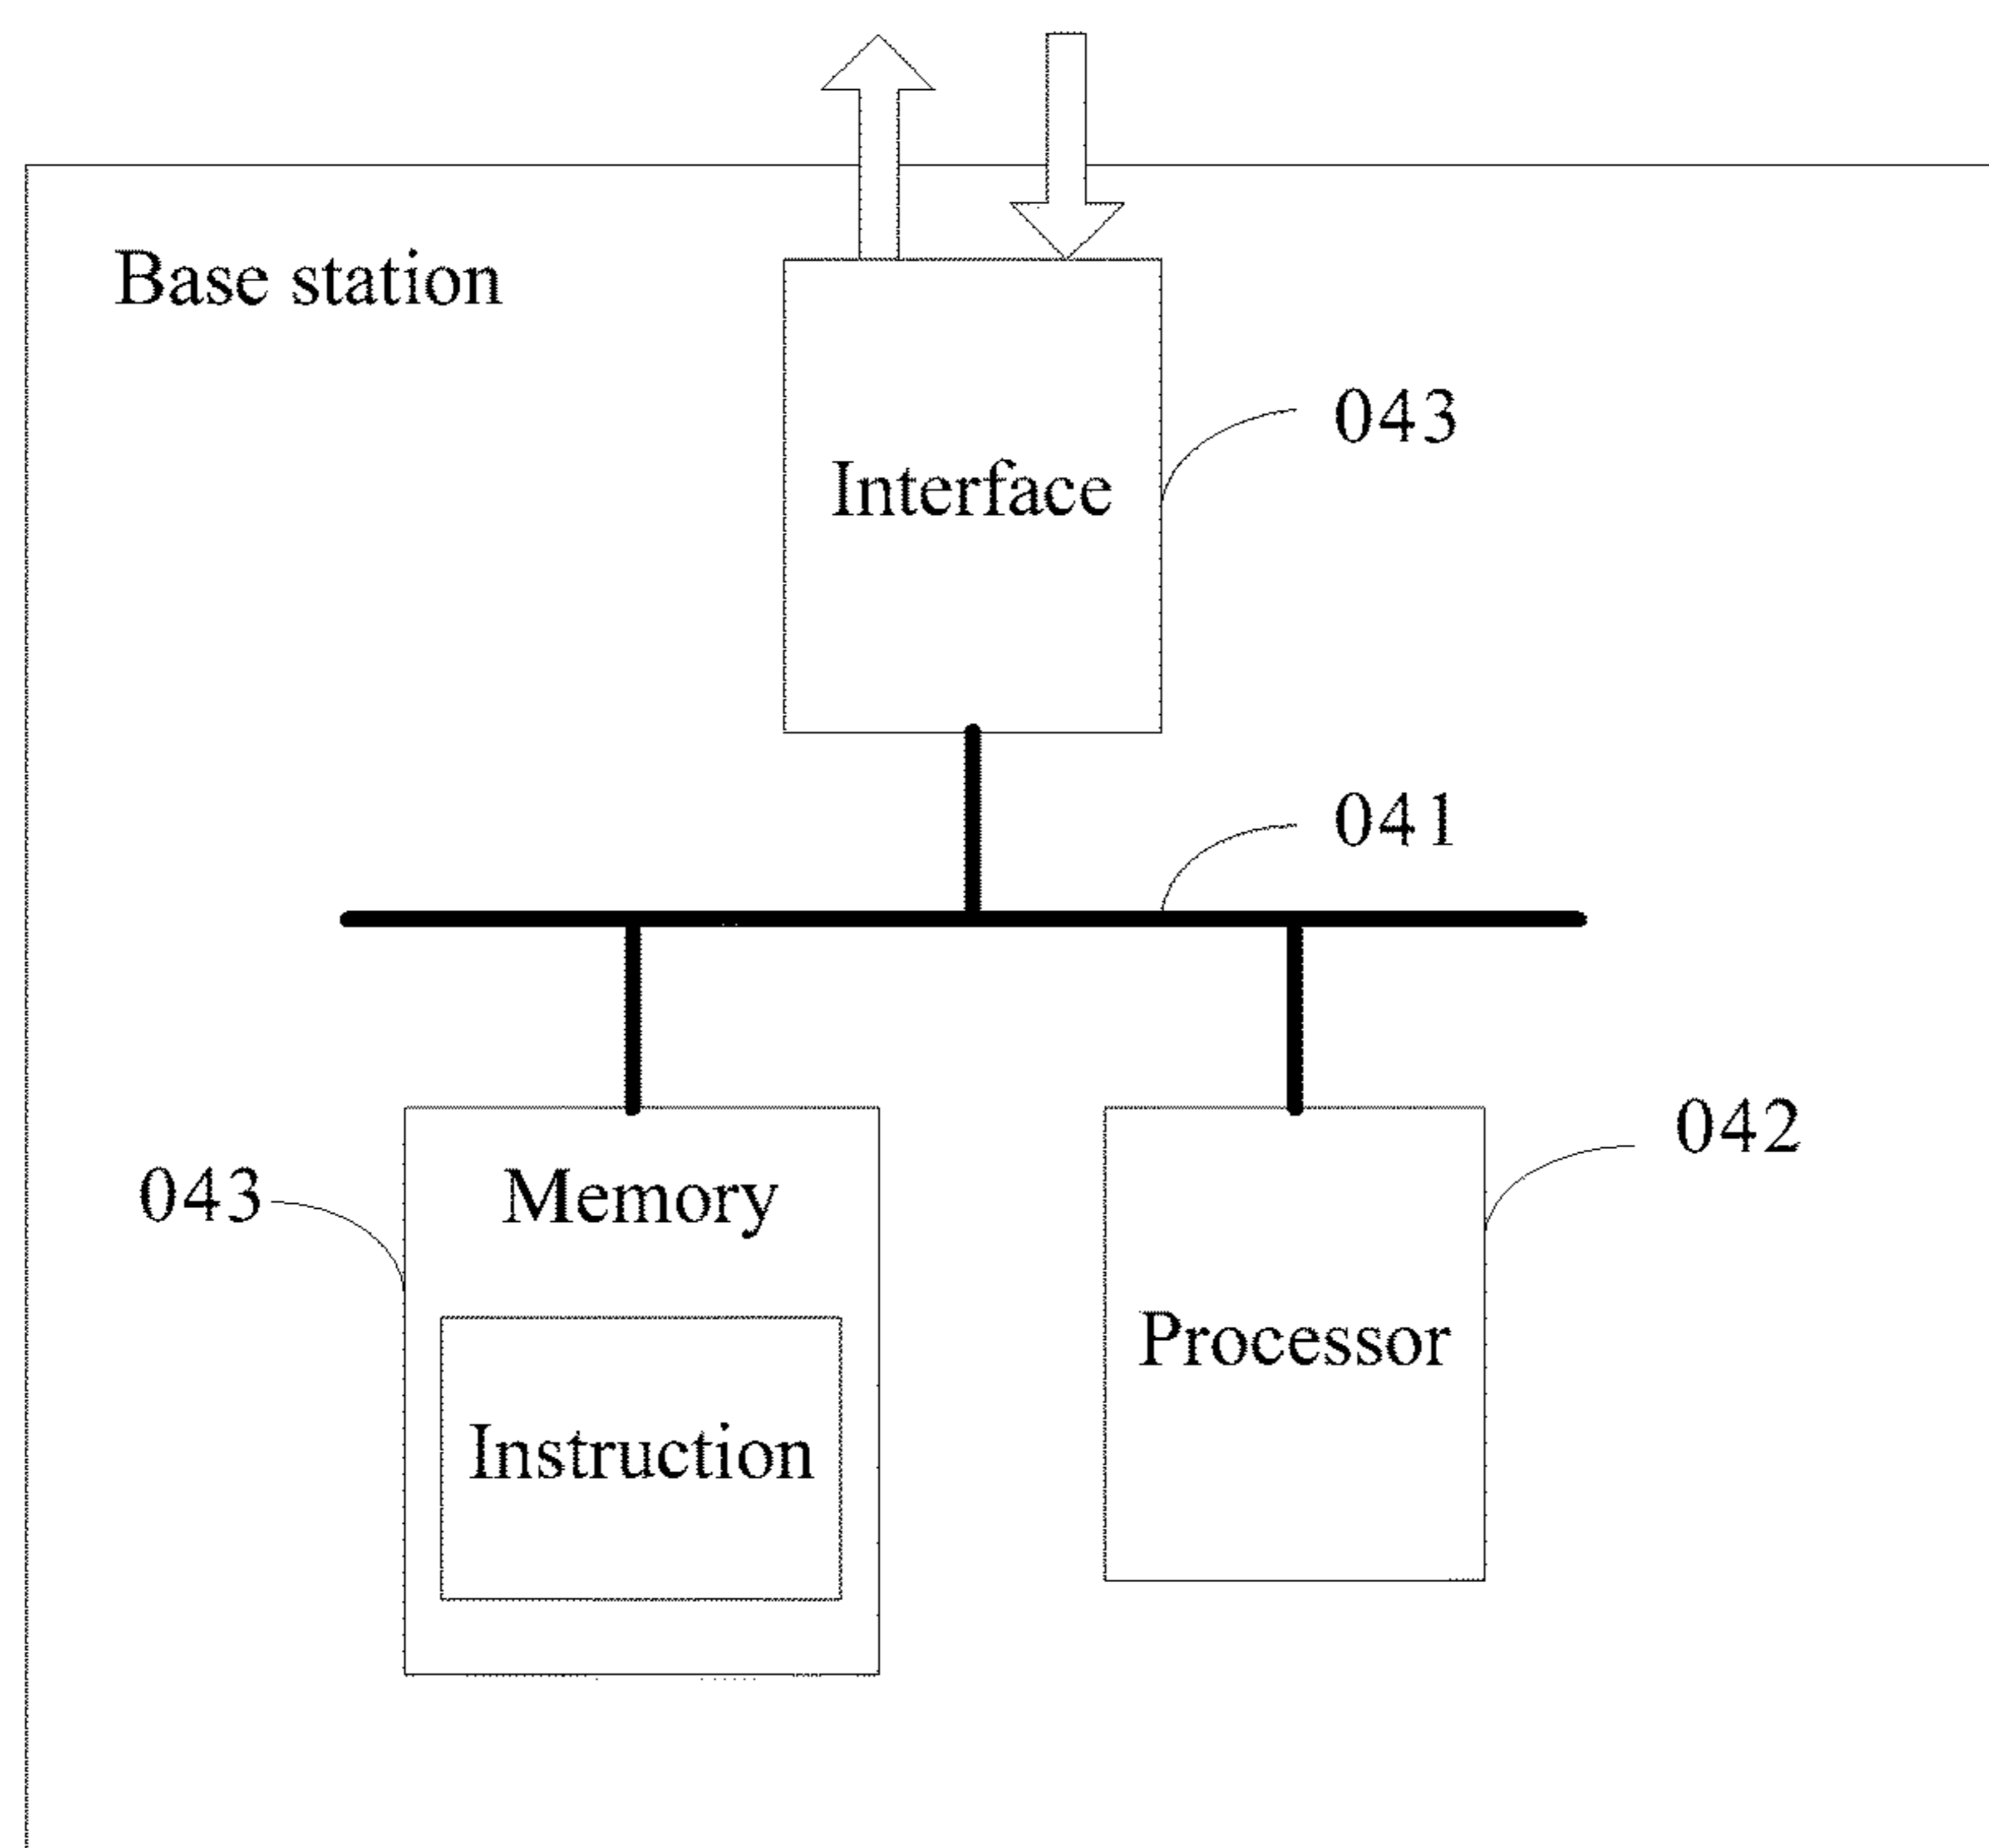 Base station
043
Interface
041
042
043
Memory
Processor
Instruction